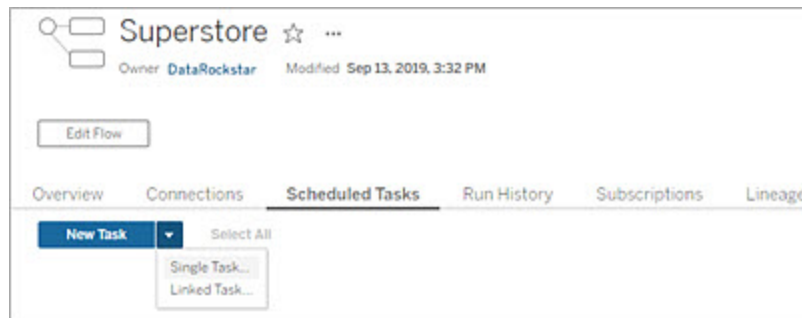 Superstore ☆ ...
Owner DataRockstar Modified Sep 13, 2019, 3:32 PM
Edit Flow
Overview Connections Scheduled Tasks Run History Subscriptions Lineage
New Task Select All
Single Task...
Linked Task...